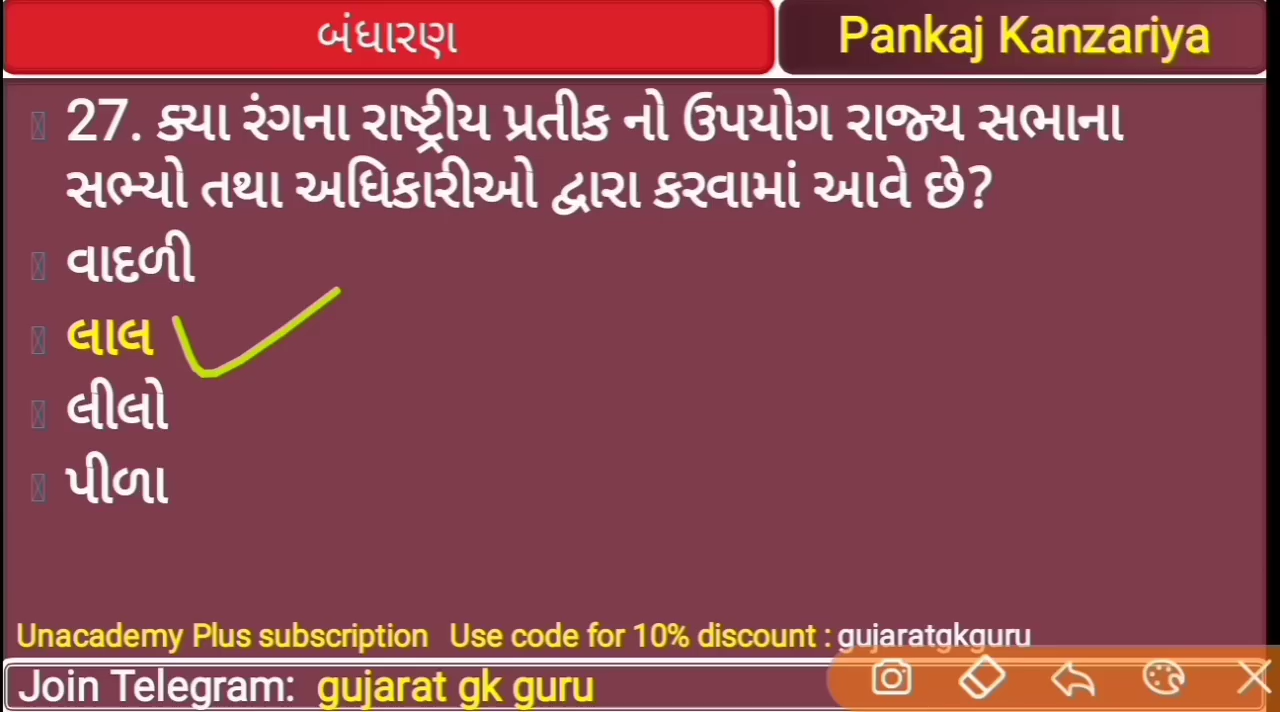 બંધારણ
Pankaj Kanzariya
27. ક્યા રંગના રાષ્ટ્રીય પ્રતીક નો ઉપયોગ રાજ્ય સભાના
સભ્યો તથા અધિકારીઓ દ્વારા કરવામાં આવે છે?
વાદળી
લાલ
લીલો
પીળા
Unacademy Plus subscription Use code for 10% discount : gujaratgkguru
Join Telegram: gujarat gk guru